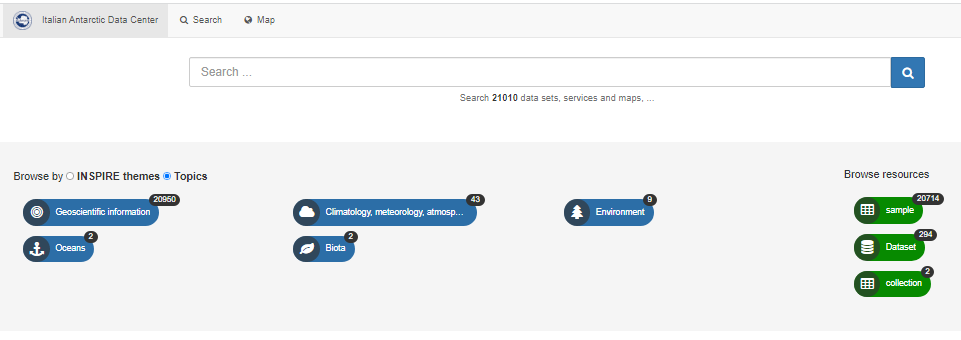 Italian Antarctic Data Center Search Map
Search ...
Search 21010 data sets, services and maps, ...
Browse by INSPIRE themes Topics
Browse resources
Geoscientific information 20950
Climatology, meteorology, atmosp... 43
Environment 9
sample 20714
Oceans 2
Biota 2
Dataset 294
collection 2